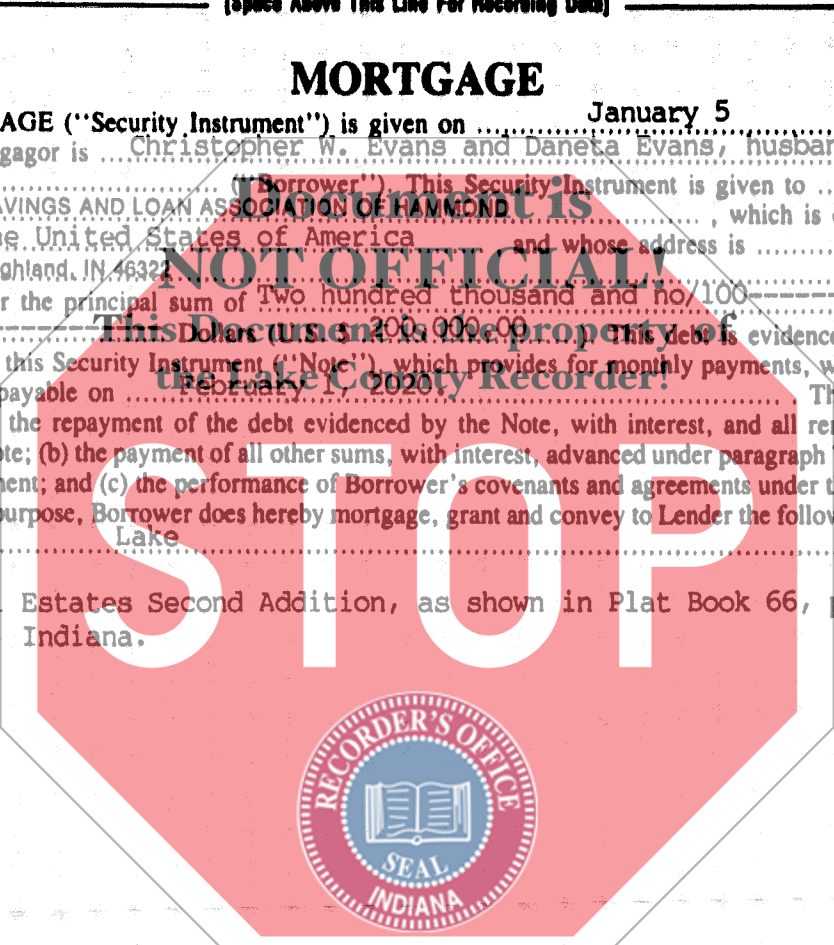 [Space Above This Line For Recording Data]
MORTGAGE
AGE ("Security Instrument") is given on January 5
gagor is Christopher W. Evans and Daneta Evans, husban
("Borrower"). This Security Instrument is given to
Document is
AVINGS AND LOAN ASSOCIATION OF HAMMOND , which is
he United States of America and whose address is
ghland, IN 46322
NOT OFFICIAL!
r the principal sum of Two hundred thousand and no/100--------
Dollars (U.S. $ 200,000.00 ). This debt is evidence
This Document is the property of
this Security Instrument ("Note"), which provides for monthly payments, w
the Lake County Recorder!
payable on February 1, 2020. Th
the repayment of the debt evidenced by the Note, with interest, and all re
te; (b) the payment of all other sums, with interest, advanced under paragraph
ent; and (c) the performance of Borrower's covenants and agreements under t
purpose, Borrower does hereby mortgage, grant and convey to Lender the follow
Lake
STOP
Estates Second Addition, as shown in Plat Book 66, p
Indiana.
RECORDER'S OFFICE
SEAL
INDIANA